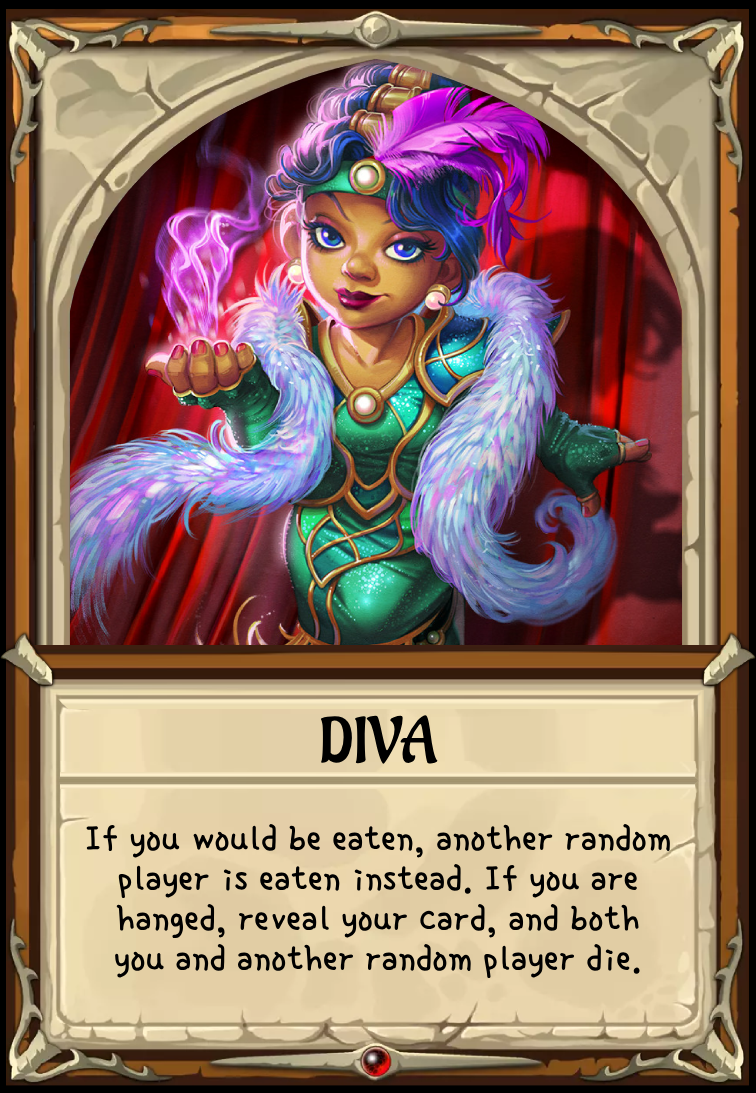 DIVA
If you would be eaten, another random
player is eaten instead. If you are
hanged, reveal your card, and both
you and another random player die.